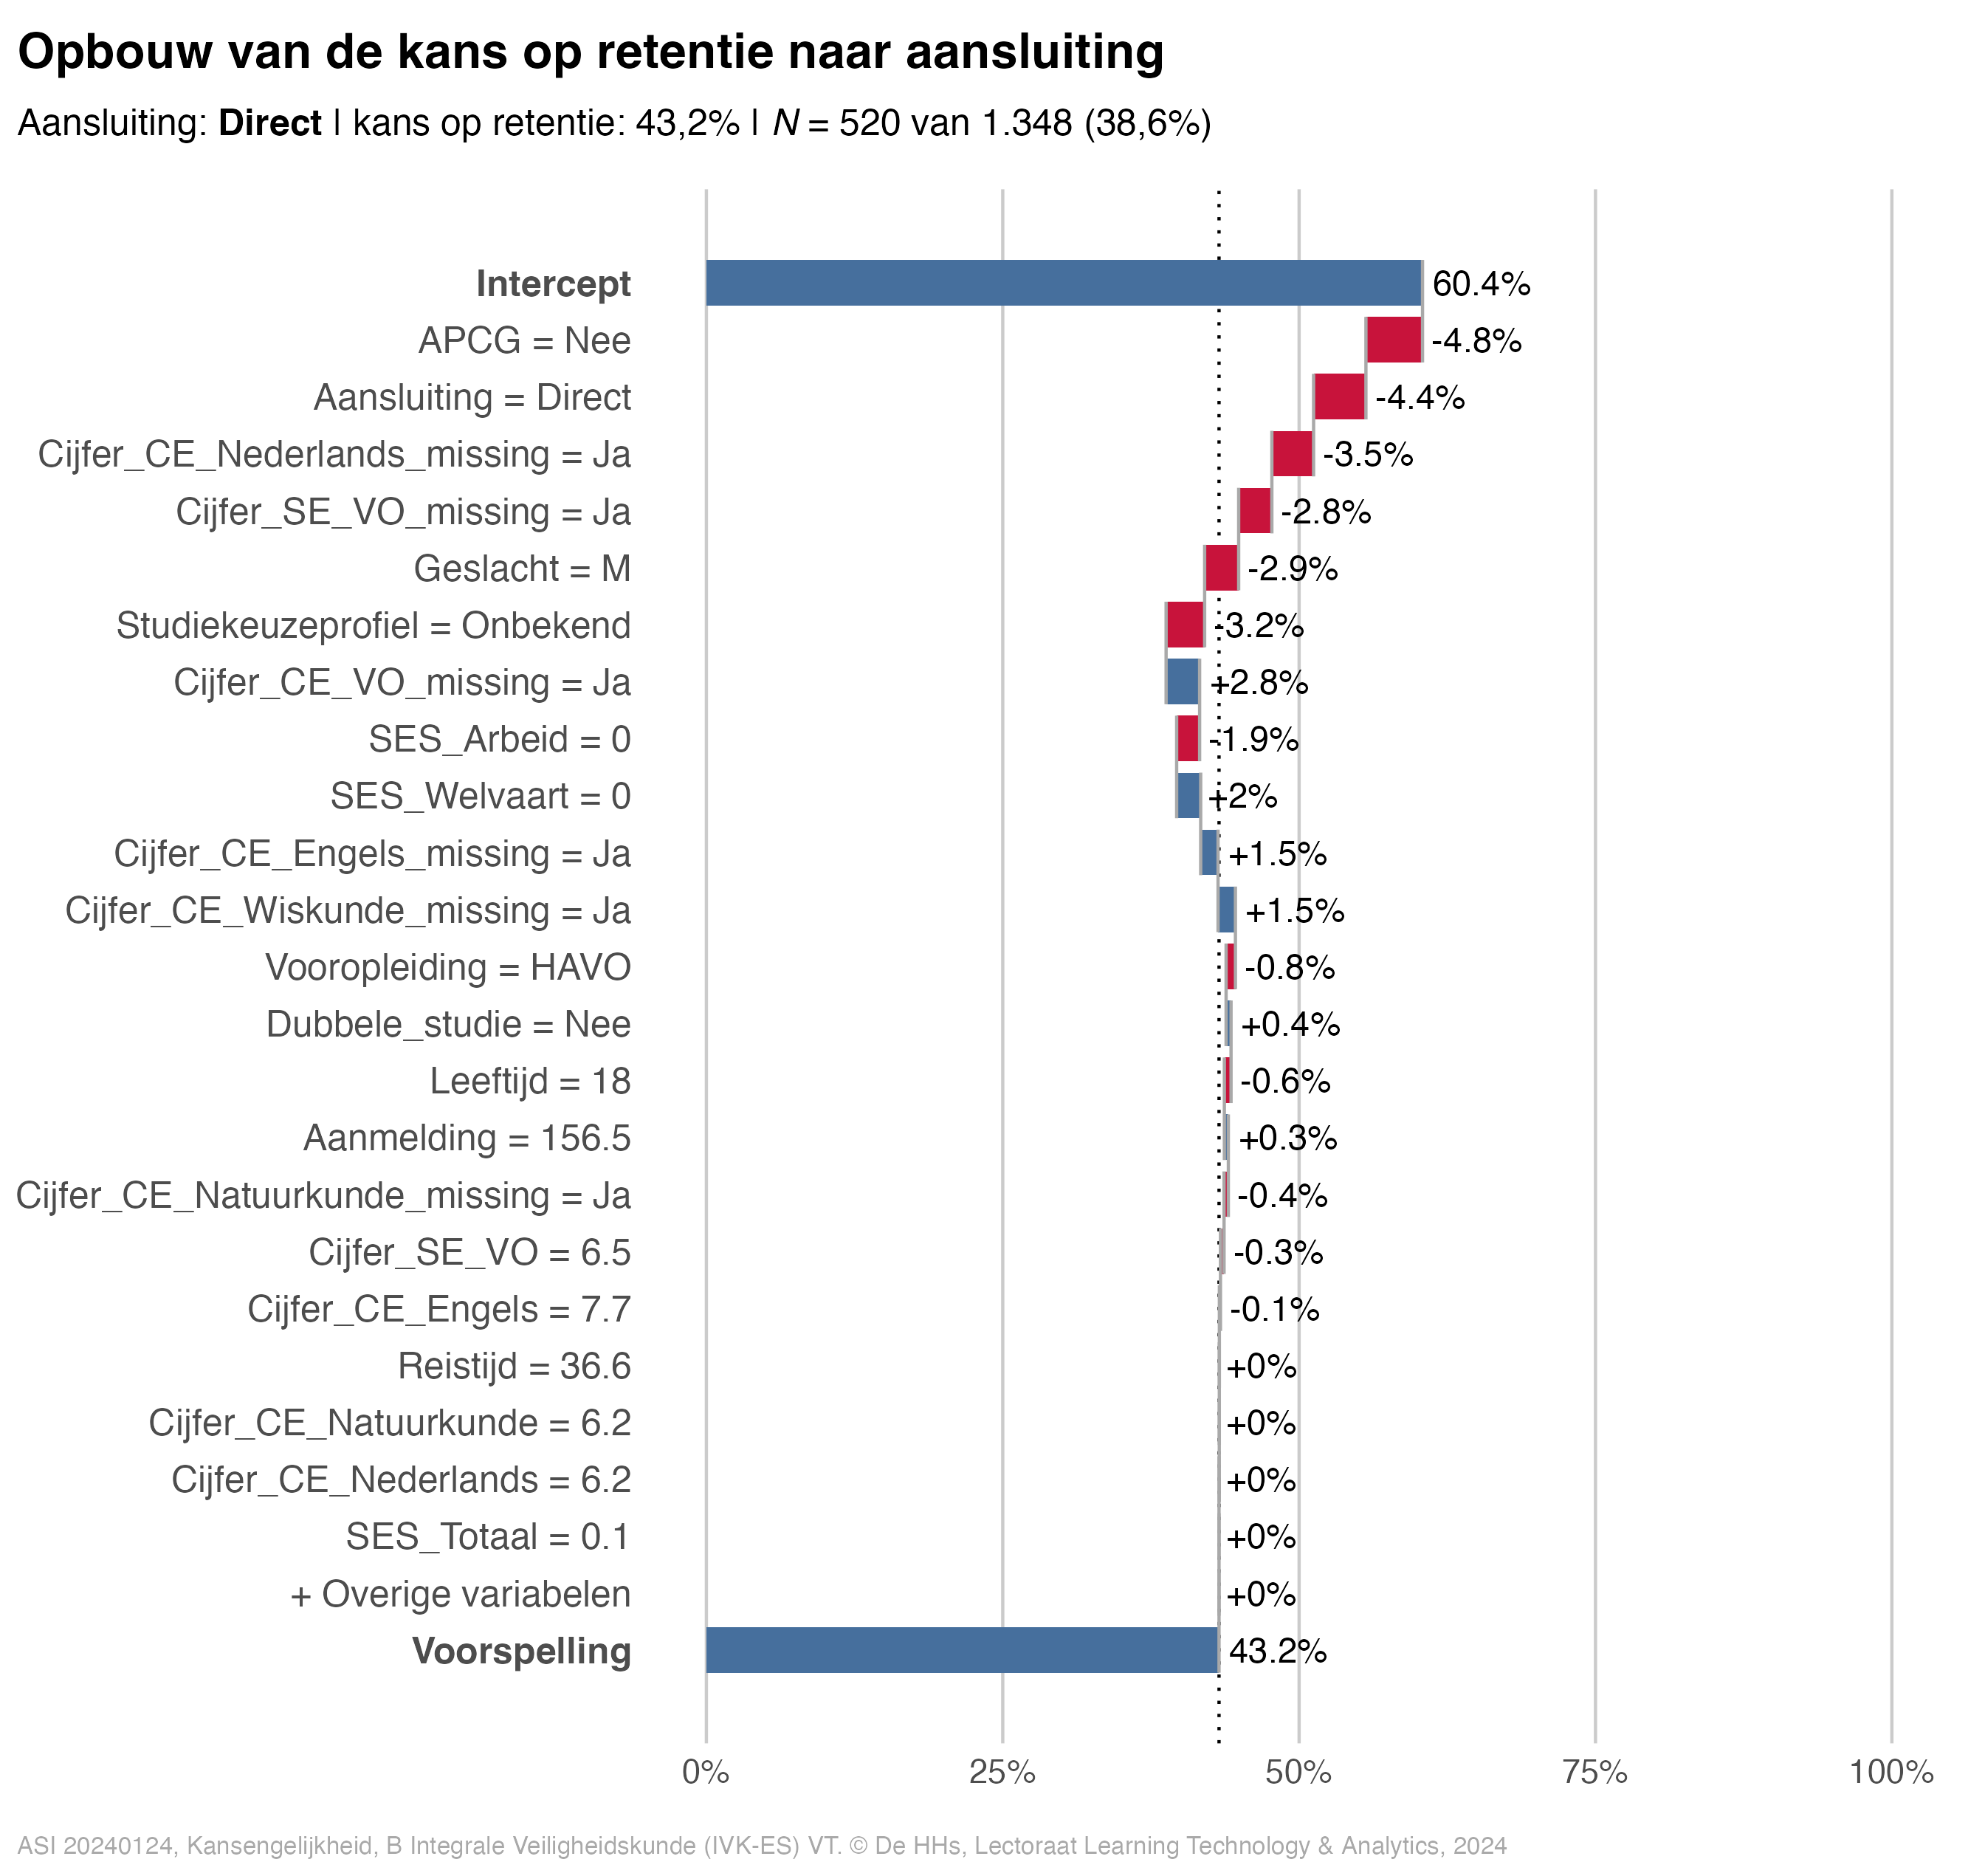 Opbouw van de kans op retentie naar aansluiting
Aansluiting: Direct | kans op retentie: 43,2% | N = 520 van 1.348 (38,6%)
Intercept 60.4%
APCG = Nee -4.8%
Aansluiting = Direct -4.4%
Cijfer_CE_Nederlands_missing = Ja -3.5%
Cijfer_SE_VO_missing = Ja -2.8%
Geslacht = M -2.9%
Studiekeuzeprofiel = Onbekend -3.2%
Cijfer_CE_VO_missing = Ja +2.8%
SES_Arbeid = 0 -1.9%
SES_Welvaart = 0 +2%
Cijfer_CE_Engels_missing = Ja +1.5%
Cijfer_CE_Wiskunde_missing = Ja +1.5%
Vooropleiding = HAVO -0.8%
Dubbele_studie = Nee +0.4%
Leeftijd = 18 -0.6%
Aanmelding = 156.5 +0.3%
Cijfer_CE_Natuurkunde_missing = Ja -0.4%
Cijfer_SE_VO = 6.5 -0.3%
Cijfer_CE_Engels = 7.7 -0.1%
Reistijd = 36.6 +0%
Cijfer_CE_Natuurkunde = 6.2 +0%
Cijfer_CE_Nederlands = 6.2 +0%
SES_Totaal = 0.1 +0%
+ Overige variabelen +0%
Voorspelling 43.2%
0% 25% 50% 75% 100%
ASI 20240124, Kansengelijkheid, B Integrale Veiligheidskunde (IVK-ES) VT. © De HHs, Lectoraat Learning Technology & Analytics, 2024